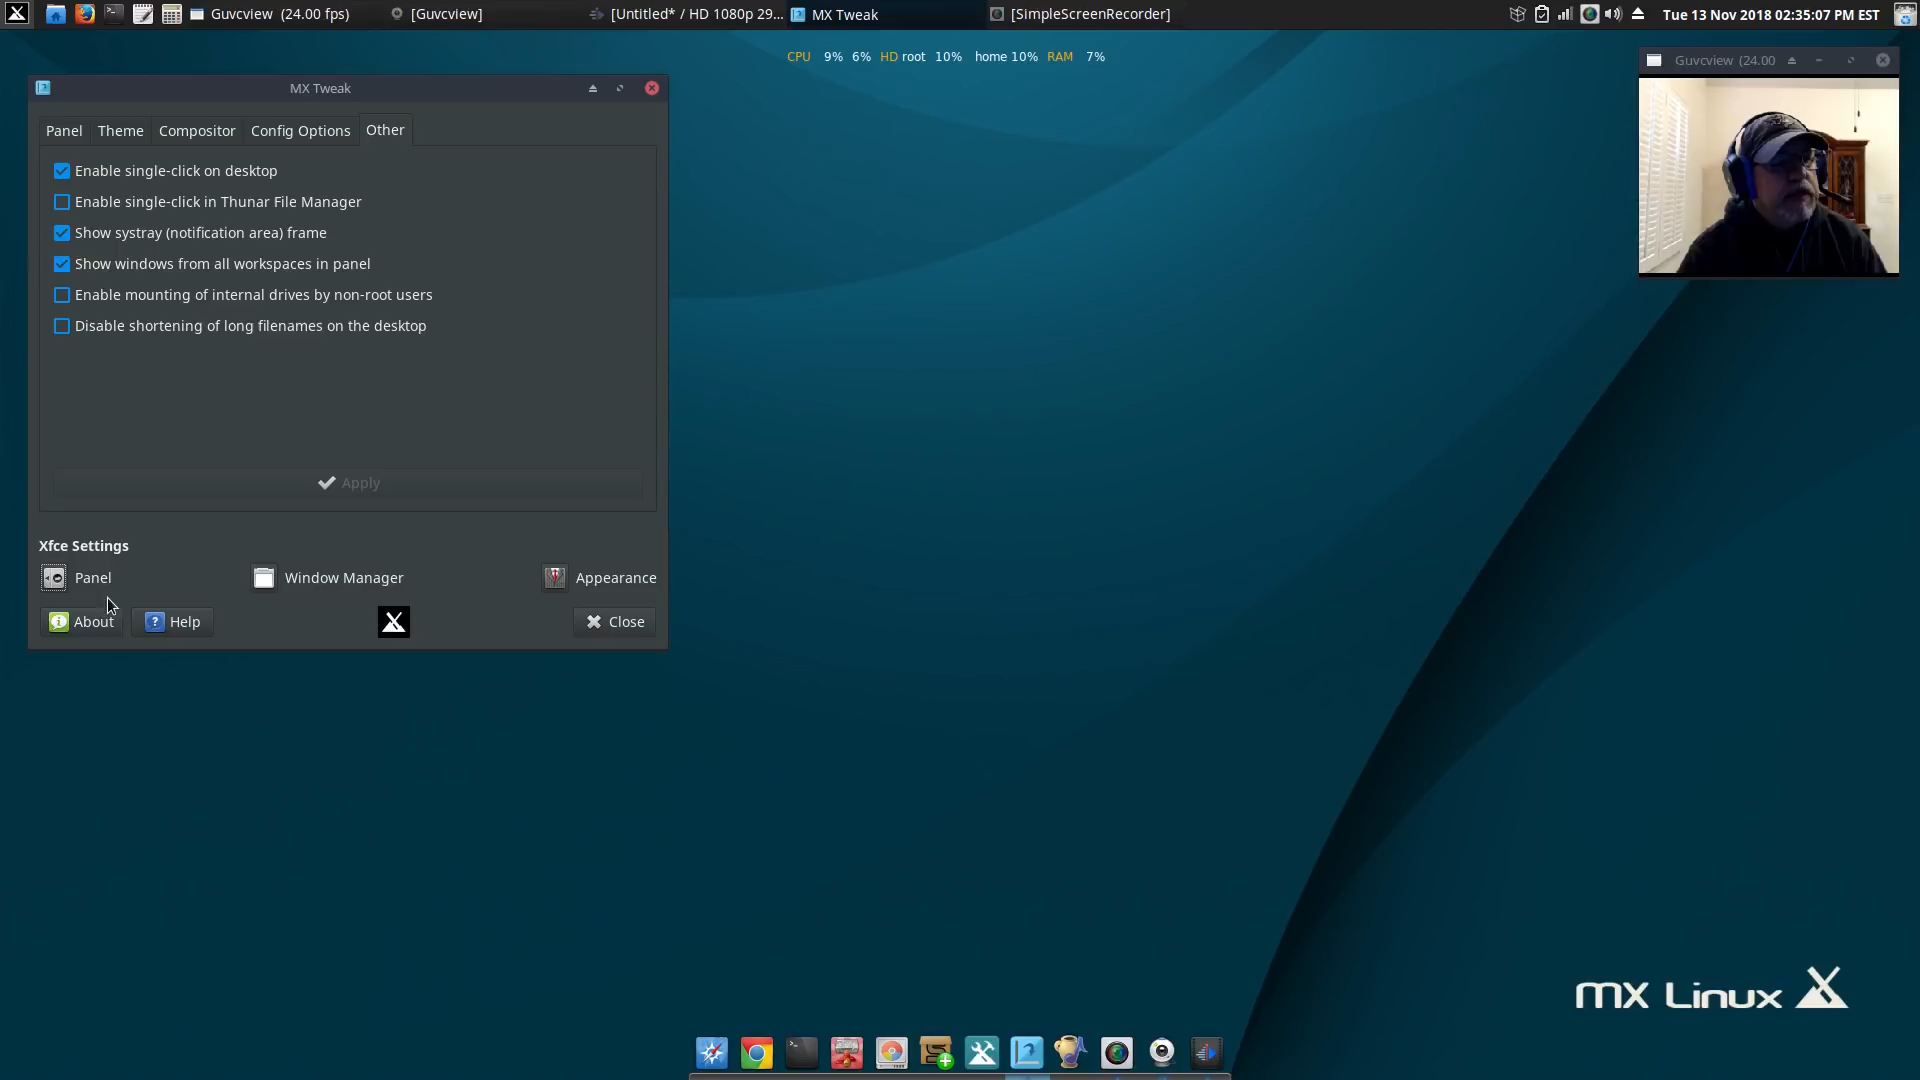 Guvcview (24.00 fps)
[Guvcview]
[Untitled* / HD 1080p 29...
MX Tweak
[SimpleScreenRecorder]
Tue 13 Nov 2018 02:35:07 PM EST
CPU 9% 6% HD root 10% home 10% RAM 7%
Guvcview (24.00
MX Tweak
Panel
Theme
Compositor
Config Options
Other
Enable single-click on desktop
Enable single-click in Thunar File Manager
Show systray (notification area) frame
Show windows from all workspaces in panel
Enable mounting of internal drives by non-root users
Disable shortening of long filenames on the desktop
Apply
Xfce Settings
Panel
Window Manager
Appearance
About
Help
Close
mx Linux